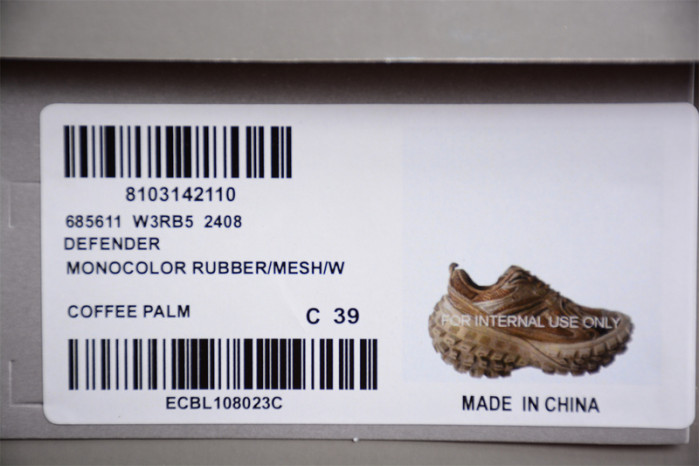 8103142110
685611 W3RB5 2408
DEFENDER
MONOCOLOR RUBBER/MESH/W
COFFEE PALM C 39
FOR INTERNAL USE ONLY
ECBL108023C
MADE IN CHINA